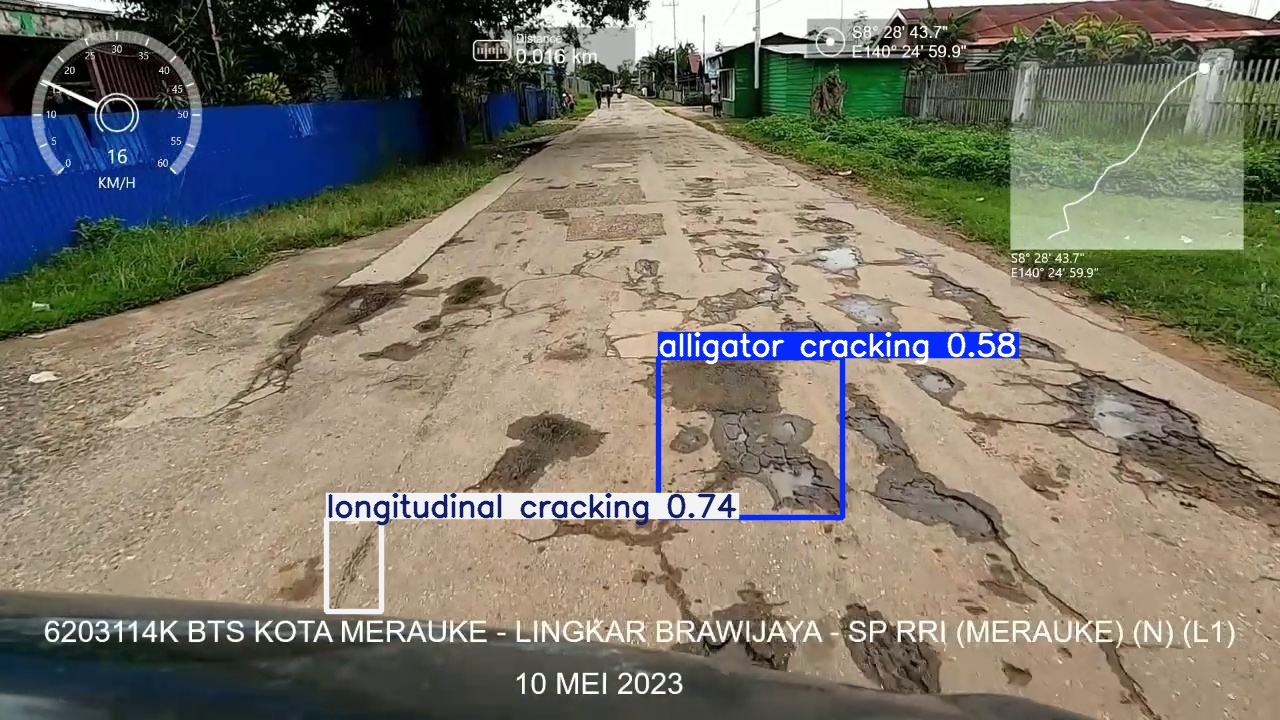 Distance
0.016 km
S8° 28' 43.7"
E140° 24' 59.9"
0 5 10 15 20 25 30 35 40 45 50 55 60
16
KM/H
S8° 28' 43.7"
E140° 24' 59.9"
alligator cracking 0.58
longitudinal cracking 0.74
6203114K BTS KOTA MERAUKE - LINGKAR BRAWIJAYA - SP RRI (MERAUKE) (N) (L1)
10 MEI 2023